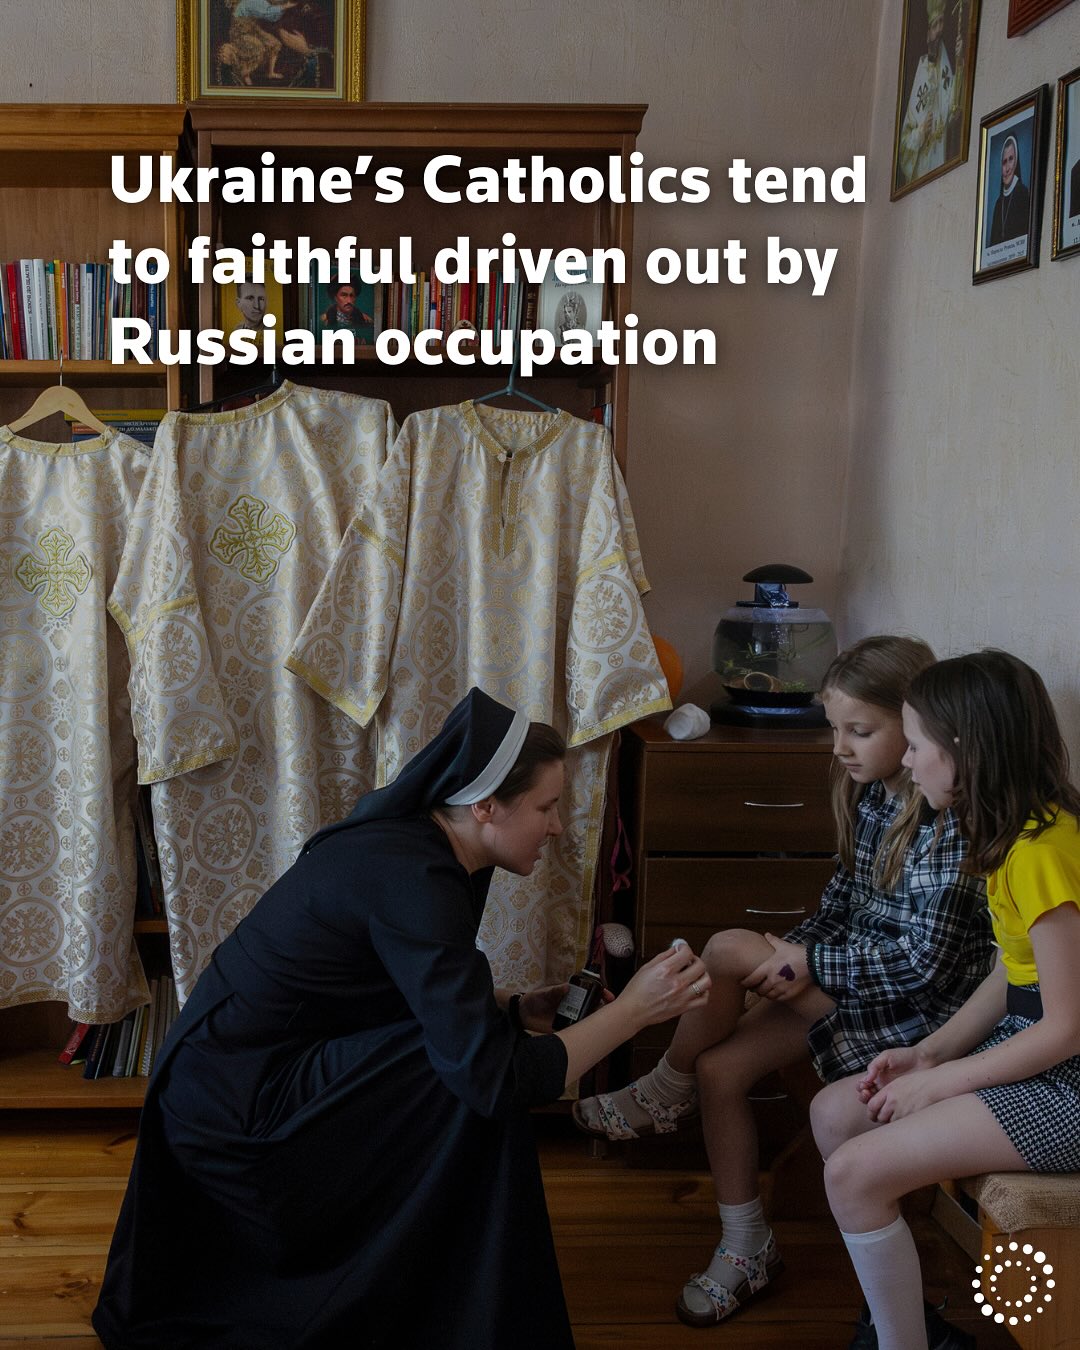 Ukraine’s Catholics tend
to faithful driven out by
Russian occupation